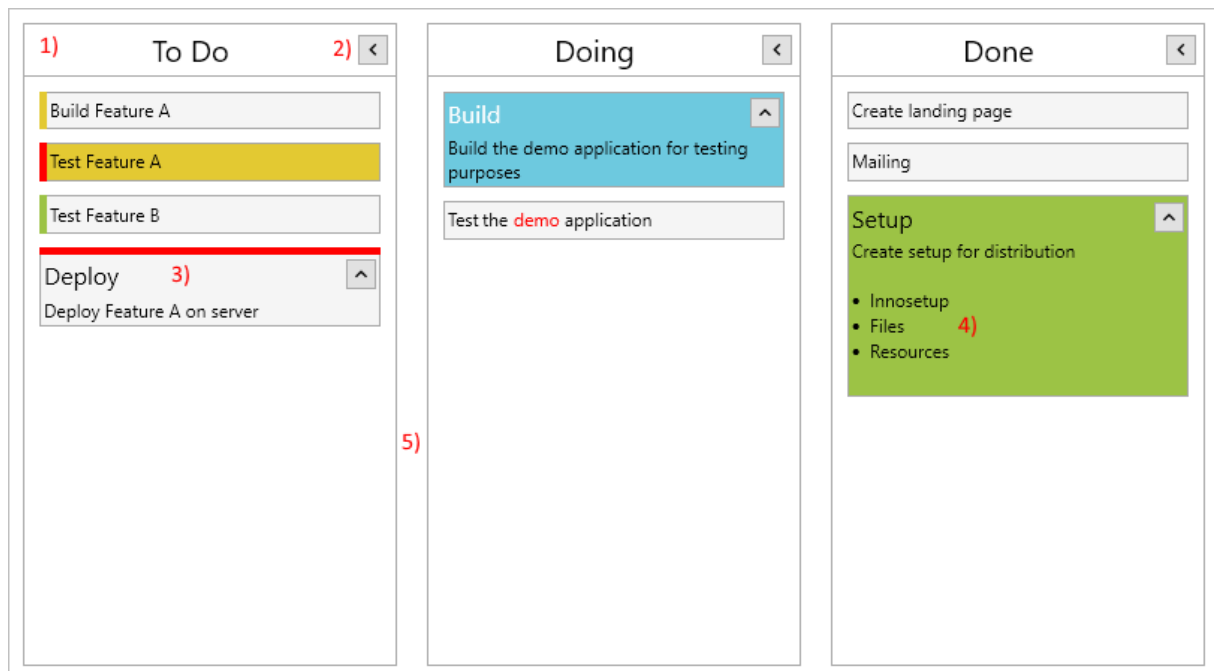 1) To Do 2)
Build Feature A
Test Feature A
Test Feature B
Deploy 3)
Deploy Feature A on server
5)
Doing
Build
Build the demo application for testing
purposes
Test the demo application
Done
Create landing page
Mailing
Setup
Create setup for distribution
• Innosetup
• Files 4)
• Resources